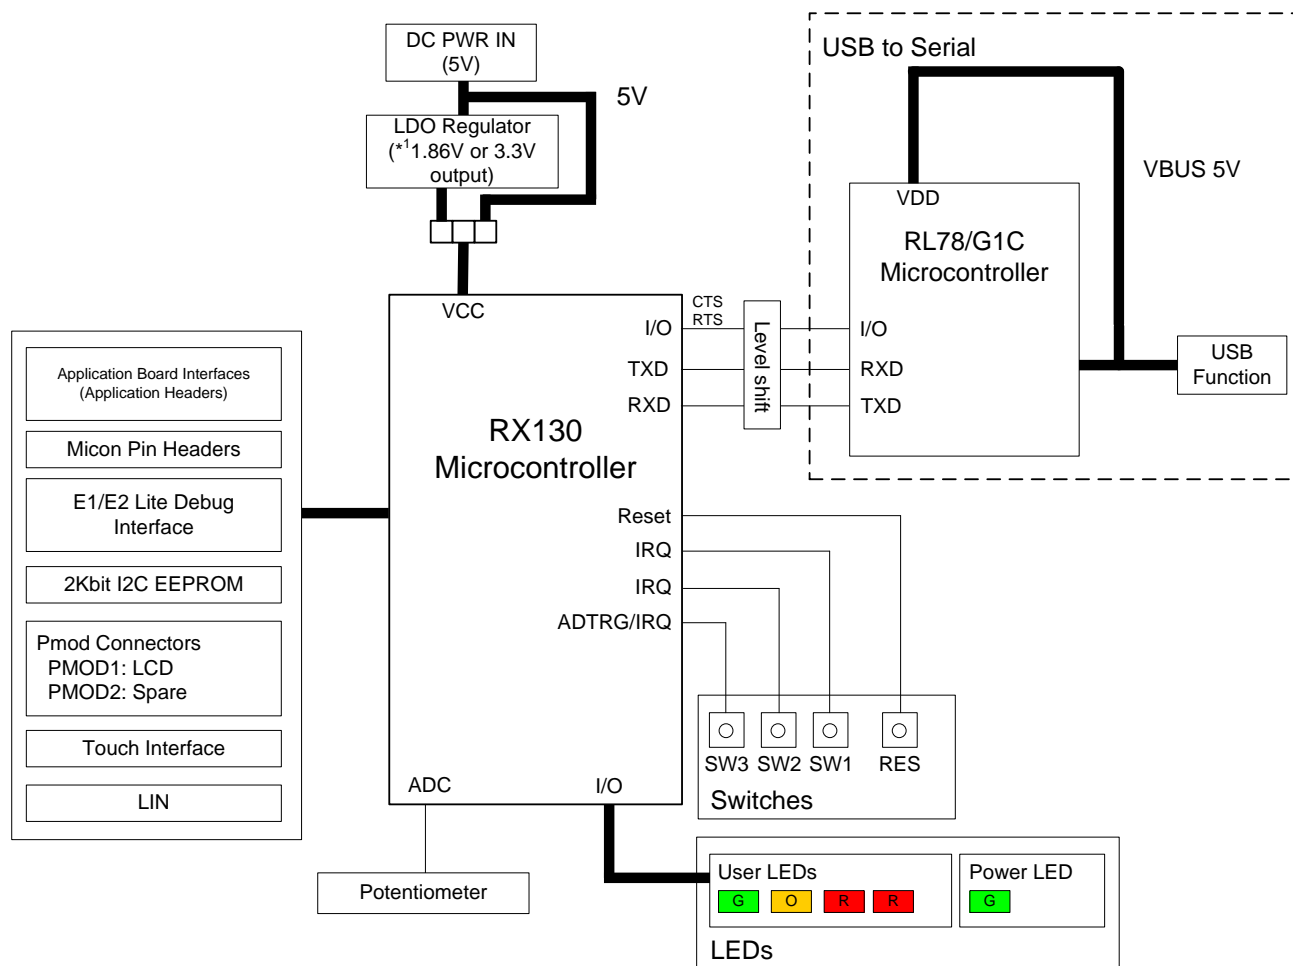 DC PWR IN
(5V)
5V
LDO Regulator
(*¹1.86V or 3.3V
output)
USB to Serial
VBUS 5V
VDD
RL78/G1C
Microcontroller
I/O
RXD
TXD
USB
Function
VCC
I/O
TXD
RXD
CTS
RTS
Level shift
RX130
Microcontroller
Reset
IRQ
IRQ
ADTRG/IRQ
ADC
I/O
Application Board Interfaces
(Application Headers)
Micon Pin Headers
E1/E2 Lite Debug
Interface
2Kbit I2C EEPROM
Pmod Connectors
PMOD1: LCD
PMOD2: Spare
Touch Interface
LIN
Potentiometer
SW3 SW2 SW1 RES
Switches
User LEDs
G O R R
Power LED
G
LEDs